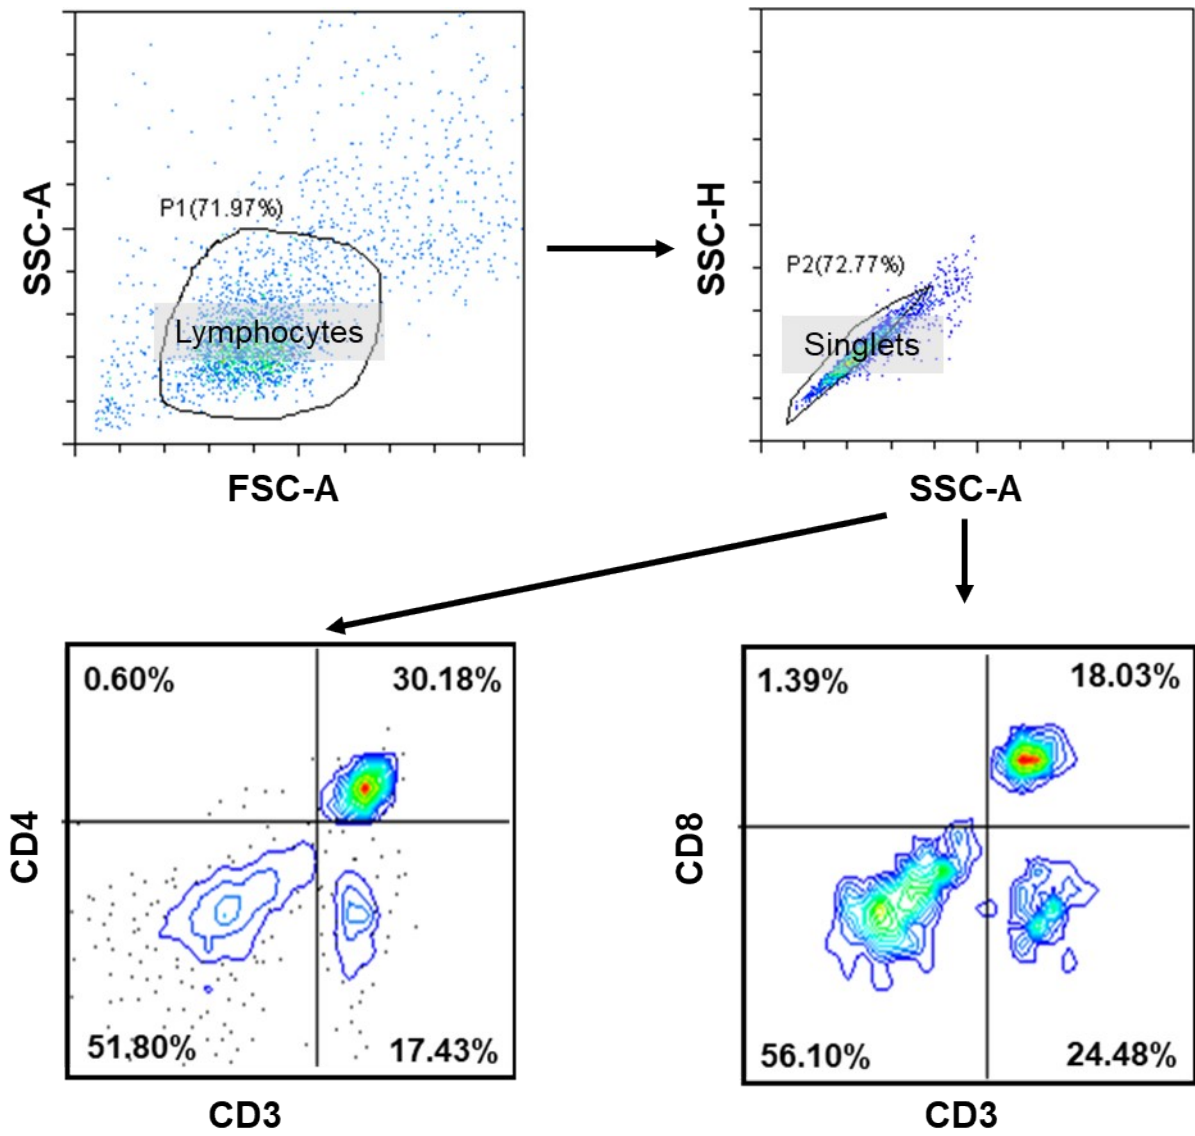 P1(71.97%)
Lymphocytes
SSC-A
FSC-A
P2(72.77%)
Singlets
SSC-H
SSC-A
0.60%
30.18%
CD4
51.80%
17.43%
CD3
1.39%
18.03%
CD8
56.10%
24.48%
CD3